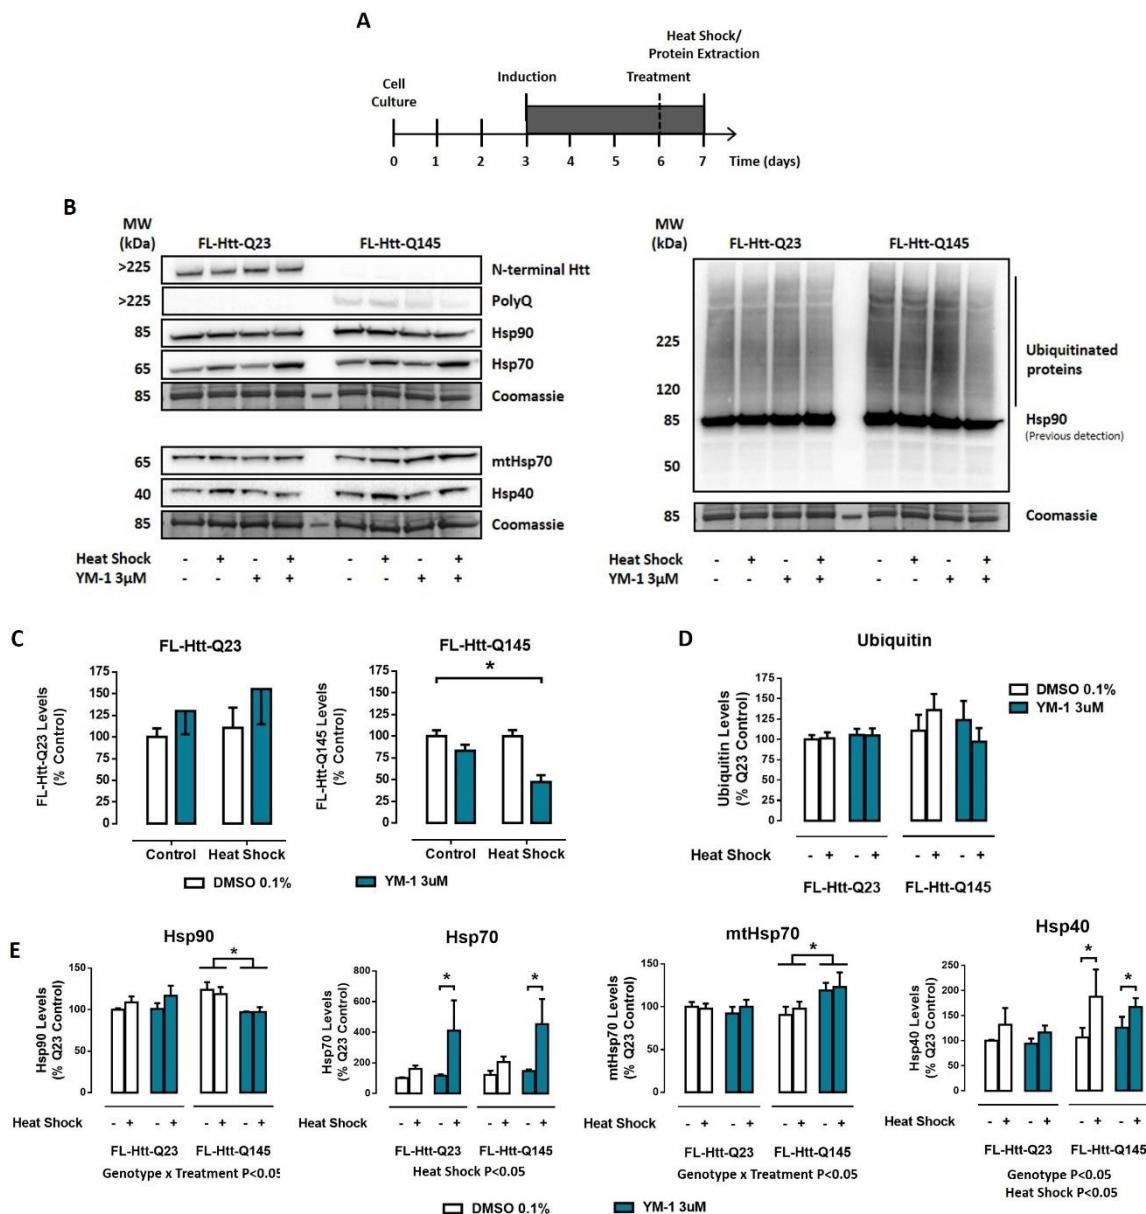 A
Heat Shock/
Protein Extraction
Cell
Culture
Induction
Treatment
0 1 2 3 4 5 6 7 Time (days)
B
MW
(kDa)
FL-Htt-Q23 FL-Htt-Q145
>225 N-terminal Htt
>225 PolyQ
85 Hsp90
65 Hsp70
85 Coomassie
65 mtHsp70
40 Hsp40
85 Coomassie
Heat Shock - + - + - + - +
YM-1 3µM - - + + - - + +
MW
(kDa)
FL-Htt-Q23 FL-Htt-Q145
225
120
85
50
Ubiquitinated
proteins
Hsp90
(Previous detection)
85 Coomassie
Heat Shock - + - + - + - +
YM-1 3µM - - + + - - + +
C
FL-Htt-Q23
FL-Htt-Q23 Levels
(% Control)
175
150
125
100
75
50
25
0
Control Heat Shock
FL-Htt-Q145
FL-Htt-Q145 Levels
(% Control)
175
150
125
100
75
50
25
0
*
Control Heat Shock
DMSO 0.1% YM-1 3uM
D
Ubiquitin
Ubiquitin Levels
(% Q23 Control)
175
150
125
100
75
50
25
0
DMSO 0.1%
YM-1 3uM
Heat Shock - + - + - + - +
FL-Htt-Q23 FL-Htt-Q145
E
Hsp90
Hsp90 Levels
(% Q23 Control)
150
100
50
0
*
Heat Shock - + - + - + - +
FL-Htt-Q23 FL-Htt-Q145
Genotype x Treatment P<0.05
Hsp70
Hsp70 Levels
(% Q23 Control)
800
600
400
200
0
* *
Heat Shock - + - + - + - +
FL-Htt-Q23 FL-Htt-Q145
Heat Shock P<0.05
mtHsp70
mtHsp70 Levels
(% Q23 Control)
150
100
50
0
*
Heat Shock - + - + - + - +
FL-Htt-Q23 FL-Htt-Q145
Genotype x Treatment P<0.05
Hsp40
Hsp40 Levels
(% Q23 Control)
250
200
150
100
50
0
* *
Heat Shock - + - + - + - +
FL-Htt-Q23 FL-Htt-Q145
Genotype P<0.05
Heat Shock P<0.05
DMSO 0.1% YM-1 3uM